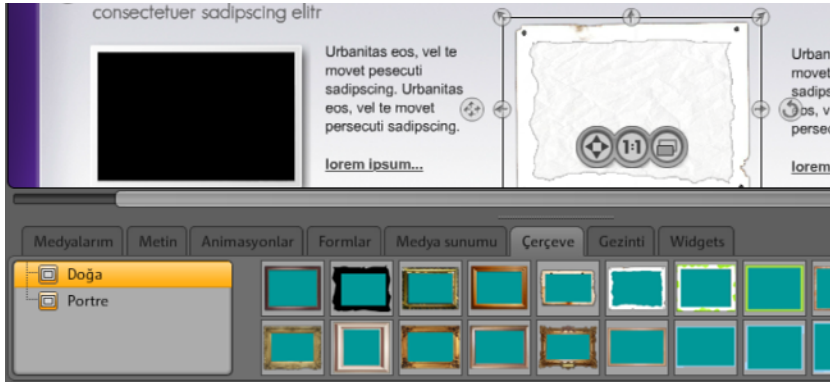 consectetuer sadipscing elitr
Urbanitas eos, vel te
movet pesecuti
sadipscing. Urbanitas
eos, vel te movet
persecuti sadipscing.
lorem ipsum...
1:1
lorem
Medyalarım
Metin
Animasyonlar
Formlar
Medya sunumu
Çerçeve
Gezinti
Widgets
Doğa
Portre